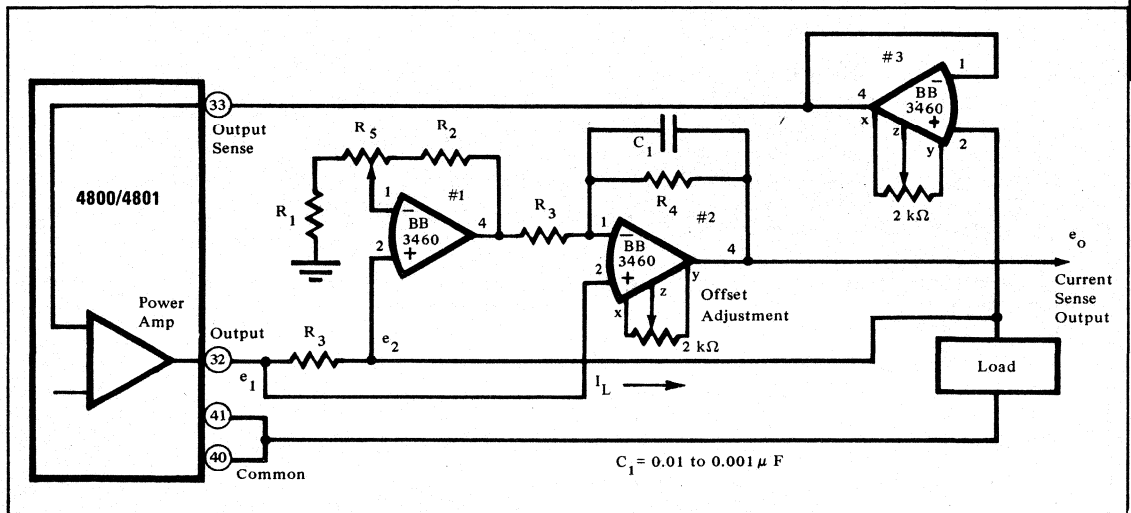 4800/4801
33
Output
Sense
Power
Amp
Output
32
e1
41
40
Common
R1
R5
R2
1
−
#1
BB
3460
4
2
+
R3
e2
R3
C1
R4
#2
1
−
BB
3460
4
2
+
x
z
y
2 kΩ
Offset
Adjustment
IL
#3
1
−
4
BB
3460
+
2
x
z
y
2 kΩ
eo
Current
Sense
Output
Load
C1 = 0.01 to 0.001 μ F